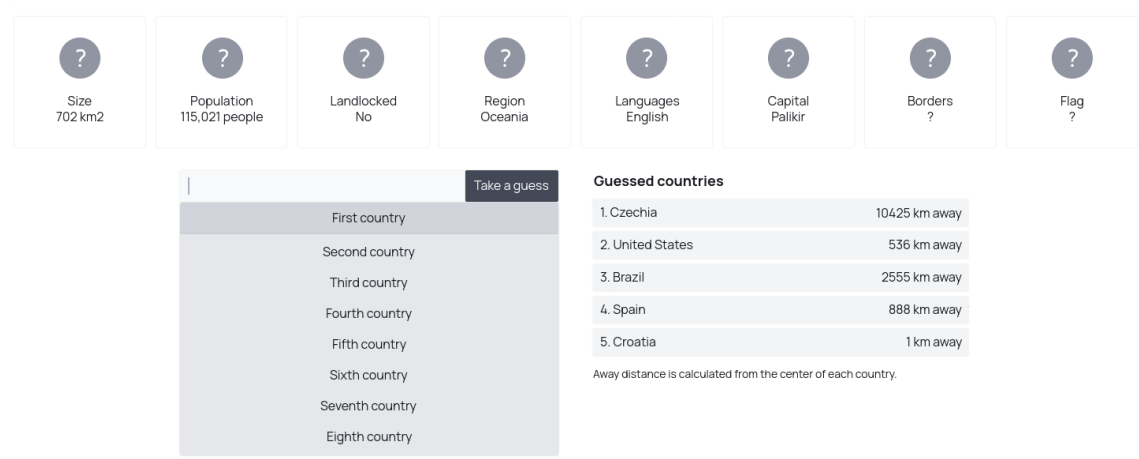 ?
Size
702 km2
?
Population
115,021 people
?
Landlocked
No
?
Region
Oceania
?
Languages
English
?
Capital
Palikir
?
Borders
?
?
Flag
?
Take a guess
First country
Second country
Third country
Fourth country
Fifth country
Sixth country
Seventh country
Eighth country
Guessed countries
1. Czechia 10425 km away
2. United States 536 km away
3. Brazil 2555 km away
4. Spain 888 km away
5. Croatia 1 km away
Away distance is calculated from the center of each country.